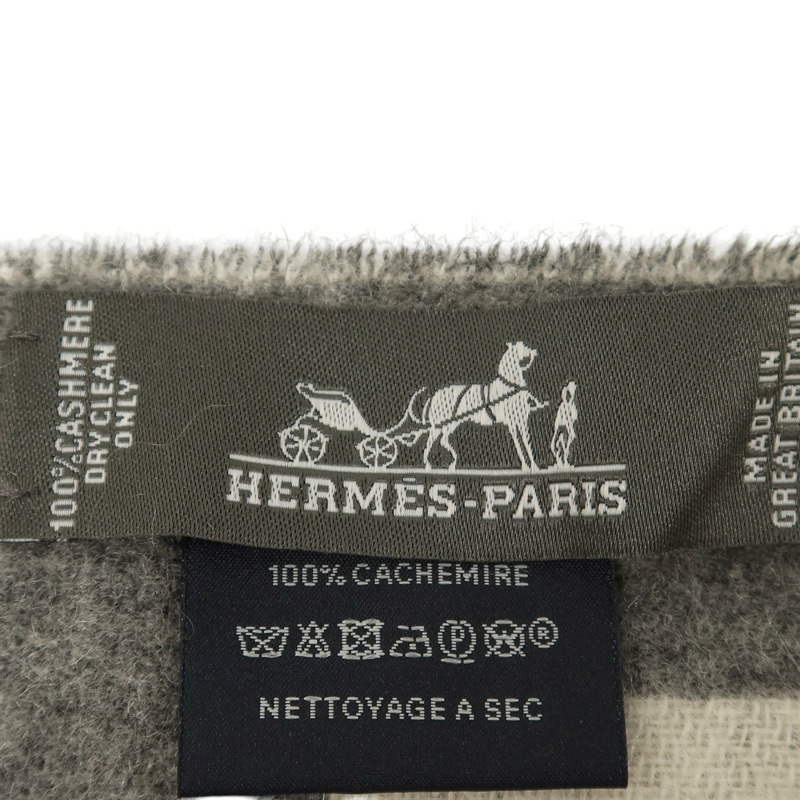 100% CASHMERE
DRY CLEAN
ONLY
HERMÈS-PARIS
MADE IN
GREAT BRITAIN
100% CACHEMIRE
P
R
NETTOYAGE A SEC